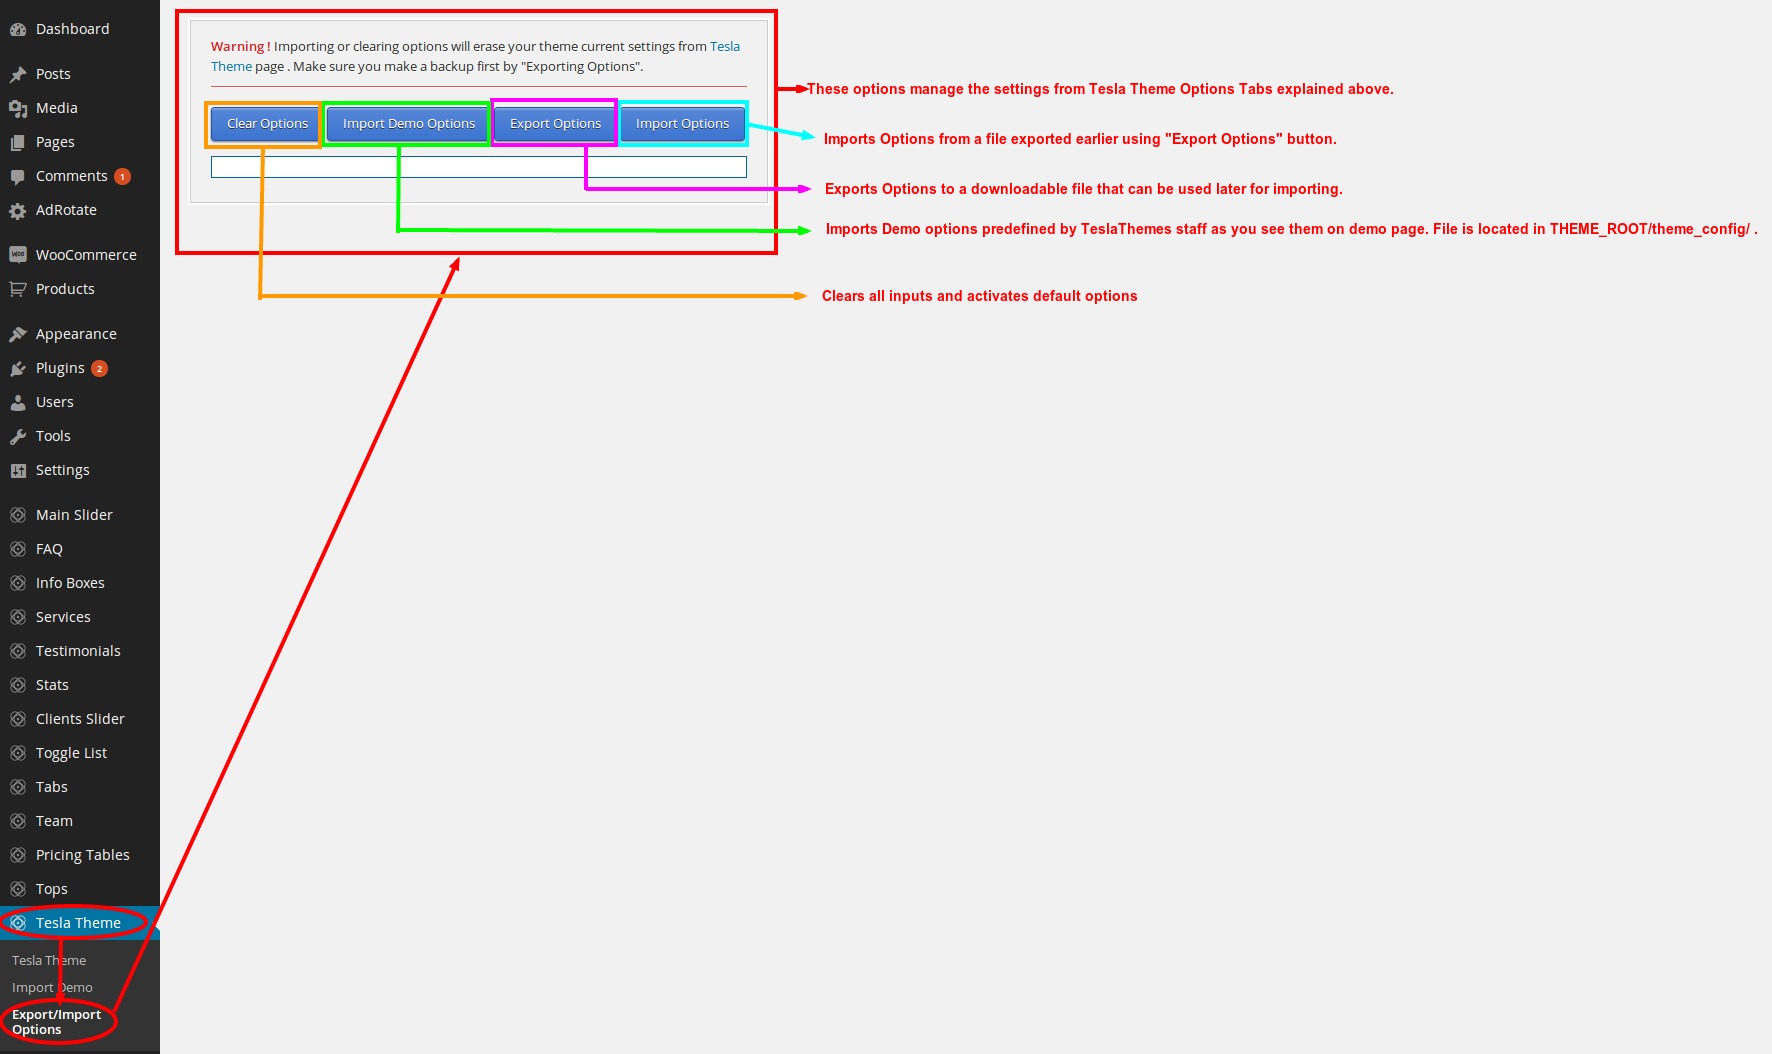 Dashboard
Posts
Media
Pages
Comments 1
AdRotate
WooCommerce
Products
Appearance
Plugins 2
Users
Tools
Settings
Main Slider
FAQ
Info Boxes
Services
Testimonials
Stats
Clients Slider
Toggle List
Tabs
Team
Pricing Tables
Tops
Tesla Theme
Tesla Theme
Import Demo
Export/Import
Options
Warning ! Importing or clearing options will erase your theme current settings from Tesla
Theme page . Make sure you make a backup first by "Exporting Options".
Clear Options
Import Demo Options
Export Options
Import Options
These options manage the settings from Tesla Theme Options Tabs explained above.
Imports Options from a file exported earlier using "Export Options" button.
Exports Options to a downloadable file that can be used later for importing.
Imports Demo options predefined by TeslaThemes staff as you see them on demo page. File is located in THEME_ROOT/theme_config/ .
Clears all inputs and activates default options